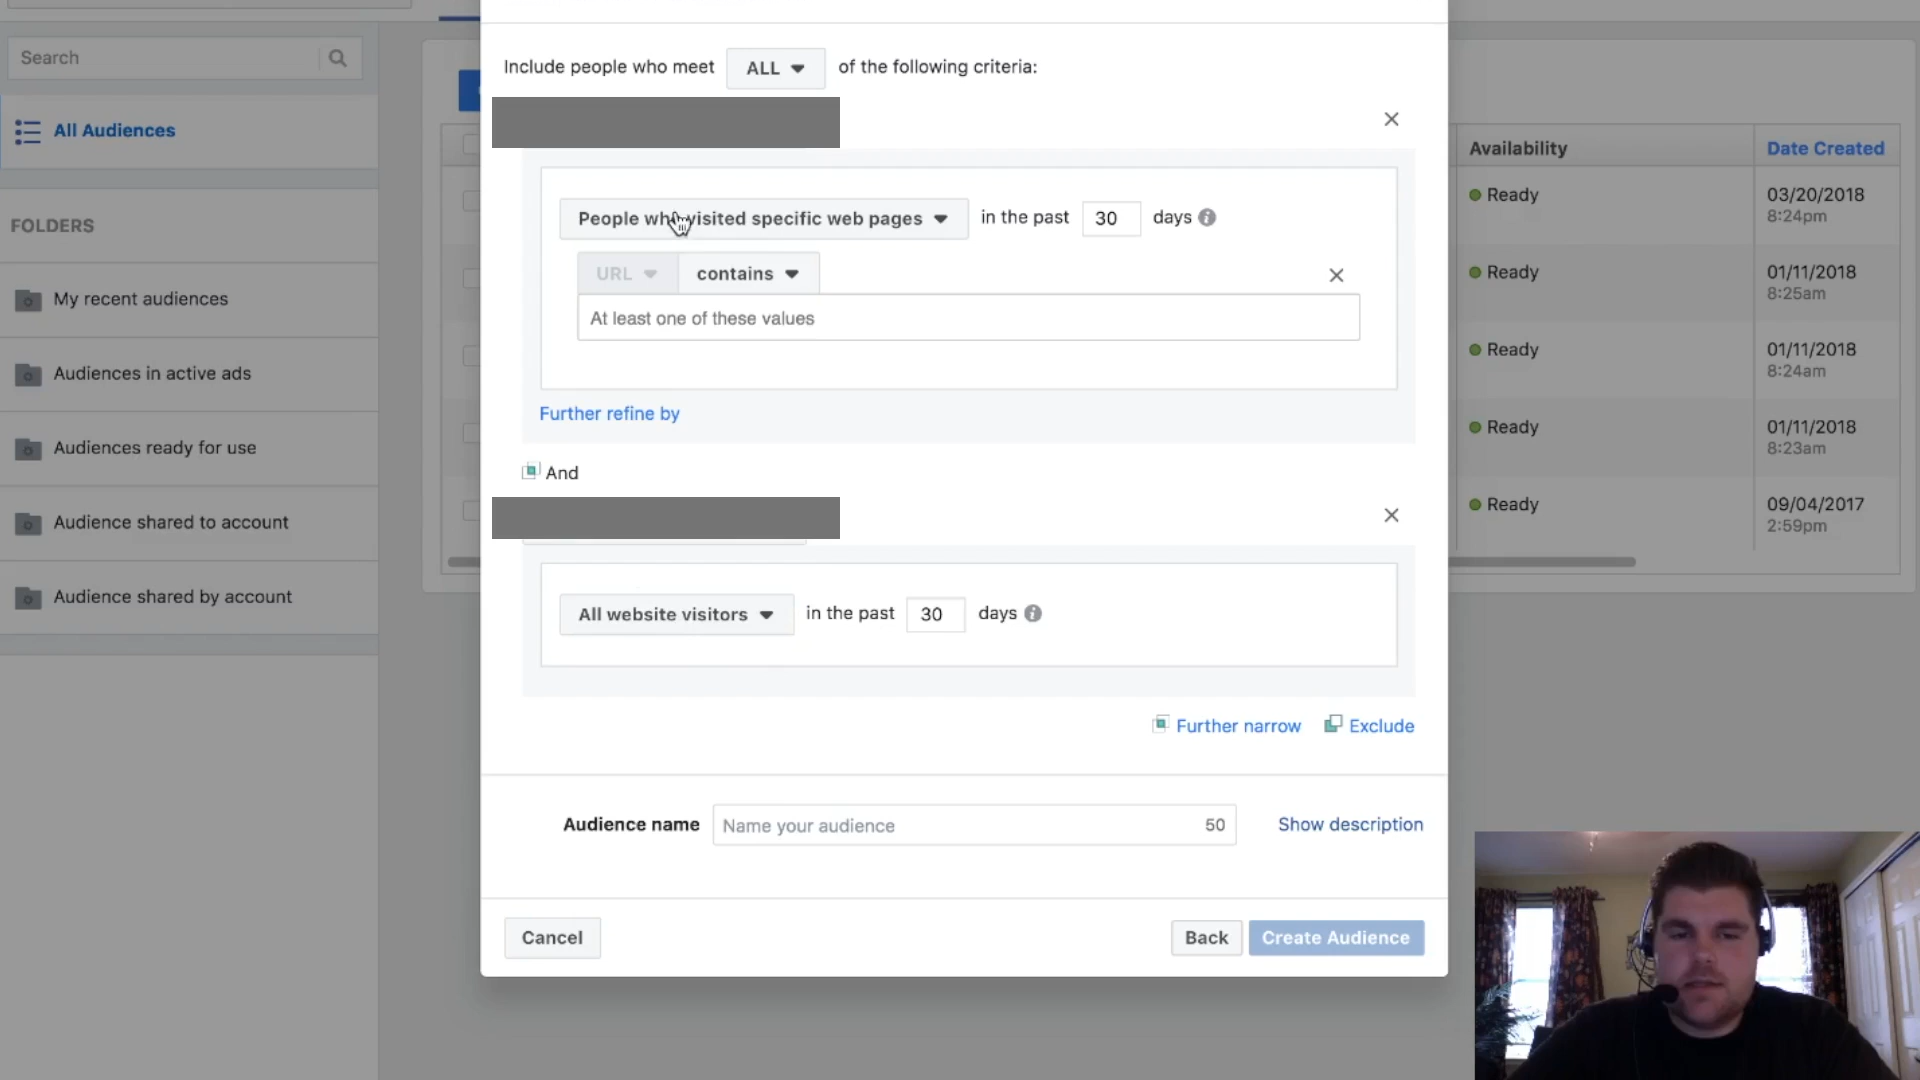 Search
All Audiences
FOLDERS
My recent audiences
Audiences in active ads
Audiences ready for use
Audience shared to account
Audience shared by account
Include people who meet ALL of the following criteria:
People who visited specific web pages in the past 30 days
URL contains
At least one of these values
Further refine by
And
All website visitors in the past 30 days
Further narrow Exclude
Audience name Name your audience 50 Show description
Cancel Back Create Audience
Availability Date Created
Ready 03/20/2018
8:24pm
Ready 01/11/2018
8:25am
Ready 01/11/2018
8:24am
Ready 01/11/2018
8:23am
Ready 09/04/2017
2:59pm